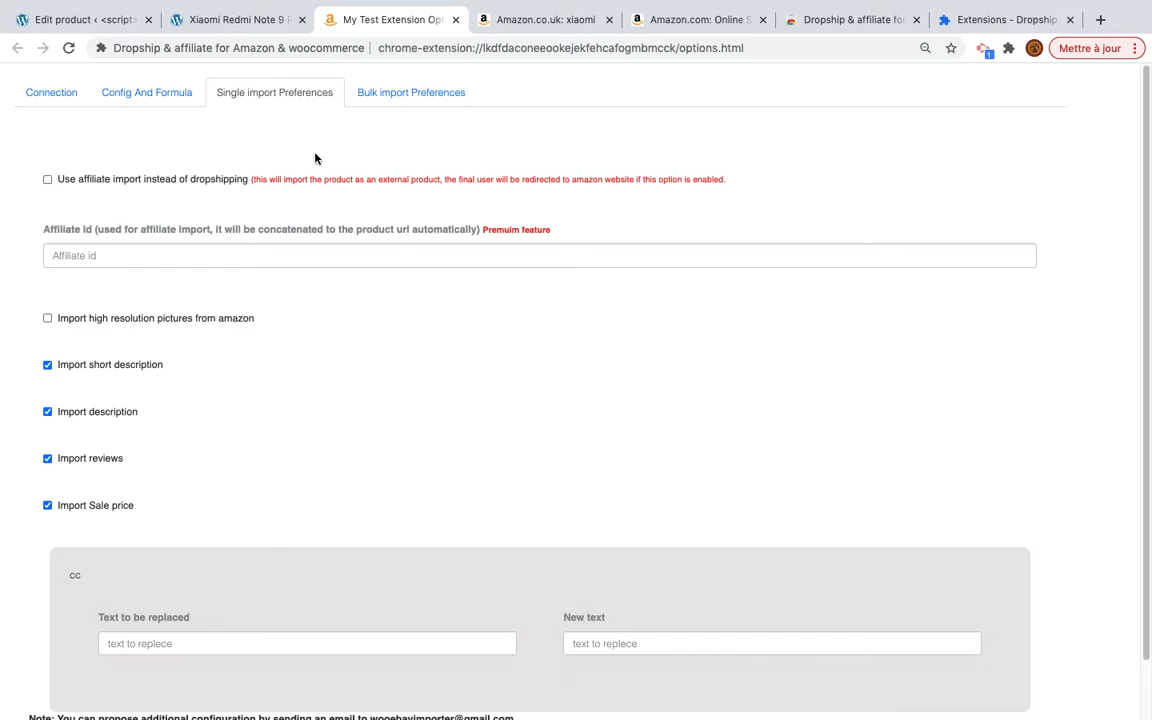 Edit product ‹ <script>
Xiaomi Redmi Note 9 P
My Test Extension Opt
Amazon.co.uk: xiaomi
Amazon.com: Online S
Dropship & affiliate for
Extensions - Dropship
Dropship & affiliate for Amazon & woocommerce
chrome-extension://lkdfdaconeeookejekfehcafogmbmcck/options.html
1
Mettre à jour
Connection
Config And Formula
Single import Preferences
Bulk import Preferences
Use affiliate import instead of dropshipping (this will import the product as an external product, the final user will be redirected to amazon website if this option is enabled.
Affiliate id (used for affiliate import, it will be concatenated to the product url automatically) Premuim feature
Affiliate id
Import high resolution pictures from amazon
Import short description
Import description
Import reviews
Import Sale price
cc
Text to be replaced
New text
text to replece
text to replece
Note: You can propose additional configuration by sending an email to wooebayimporter@gmail.com